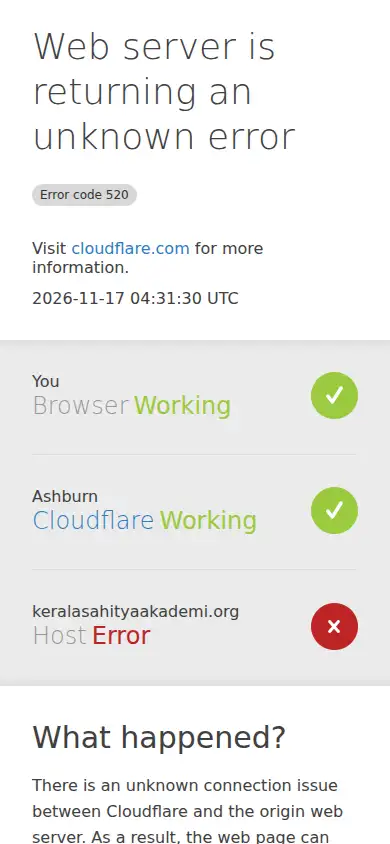 Web server is
returning an
unknown error
Error code 520
Visit cloudflare.com for more
information.
2026-11-17 04:31:30 UTC
You
Browser Working
Ashburn
Cloudflare Working
keralasahityaakademi.org
Host Error
What happened?
There is an unknown connection issue
between Cloudflare and the origin web
server. As a result, the web page can